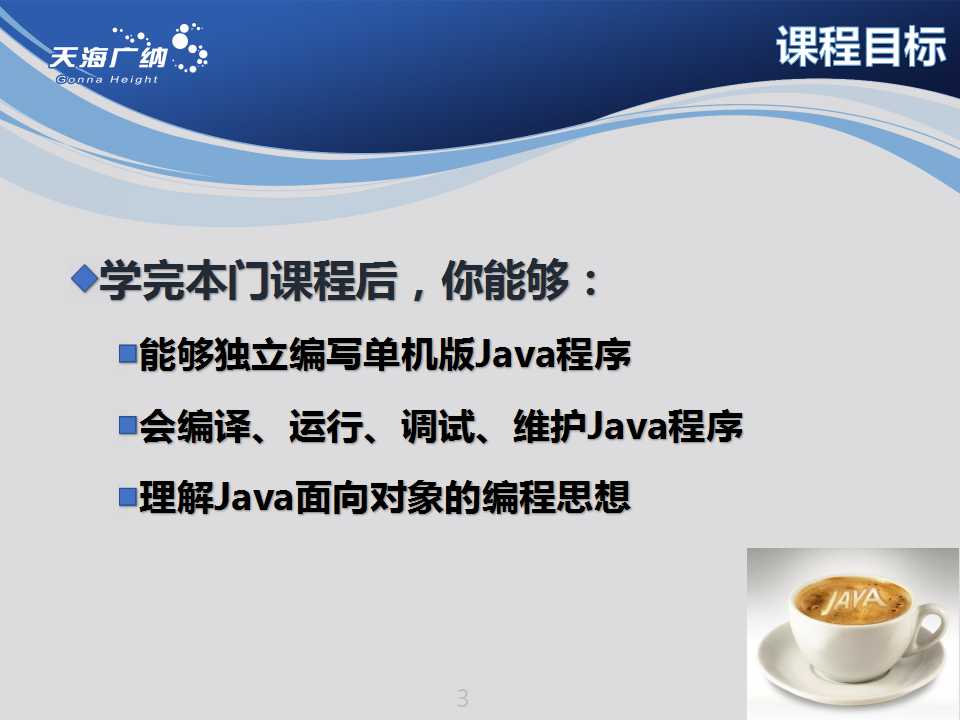 天海广纳
Gonna Height
课程目标
学完本门课程后，你能够：
能够独立编写单机版Java程序
会编译、运行、调试、维护Java程序
理解Java面向对象的编程思想
JAVA
3